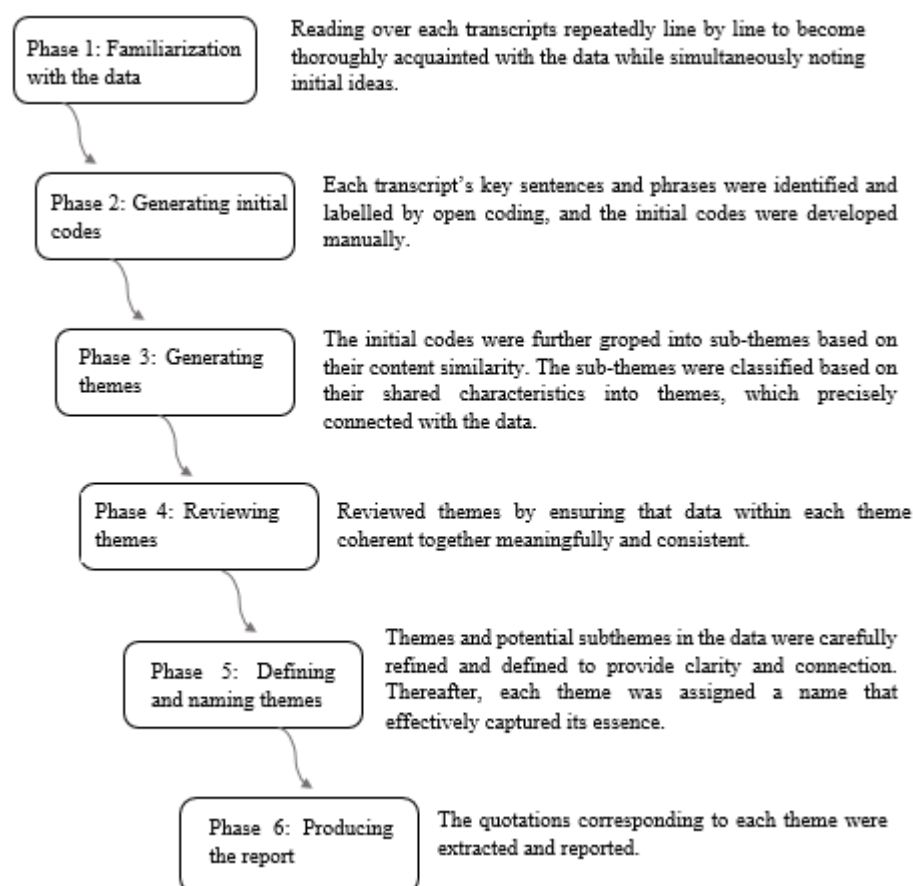 Phase 1: Familiarization
with the data
Reading over each transcripts repeatedly line by line to become
thoroughly acquainted with the data while simultaneously noting
initial ideas.
Phase 2: Generating initial
codes
Each transcript’s key sentences and phrases were identified and
labelled by open coding, and the initial codes were developed
manually.
Phase 3: Generating
themes
The initial codes were further groped into sub-themes based on
their content similarity. The sub-themes were classified based on
their shared characteristics into themes, which precisely
connected with the data.
Phase 4: Reviewing
themes
Reviewed themes by ensuring that data within each theme
coherent together meaningfully and consistent.
Phase 5: Defining
and naming themes
Themes and potential subthemes in the data were carefully
refined and defined to provide clarity and connection.
Thereafter, each theme was assigned a name that
effectively captured its essence.
Phase 6: Producing
the report
The quotations corresponding to each theme were
extracted and reported.